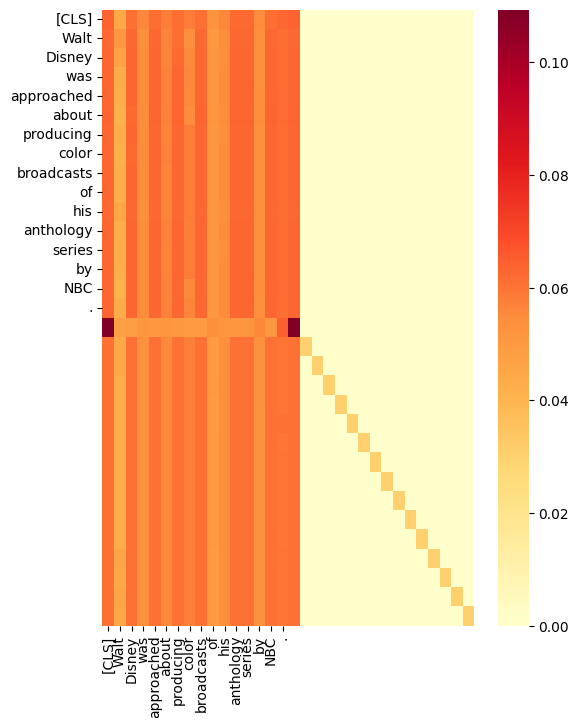 [CLS]
Walt
Disney
was
approached
about
producing
color
broadcasts
of
his
anthology
series
by
NBC
.
0.10
0.08
0.06
0.04
0.02
0.00
[CLS]
Walt
Disney
was
approached
about
producing
color
broadcasts
of
his
anthology
series
by
NBC
.